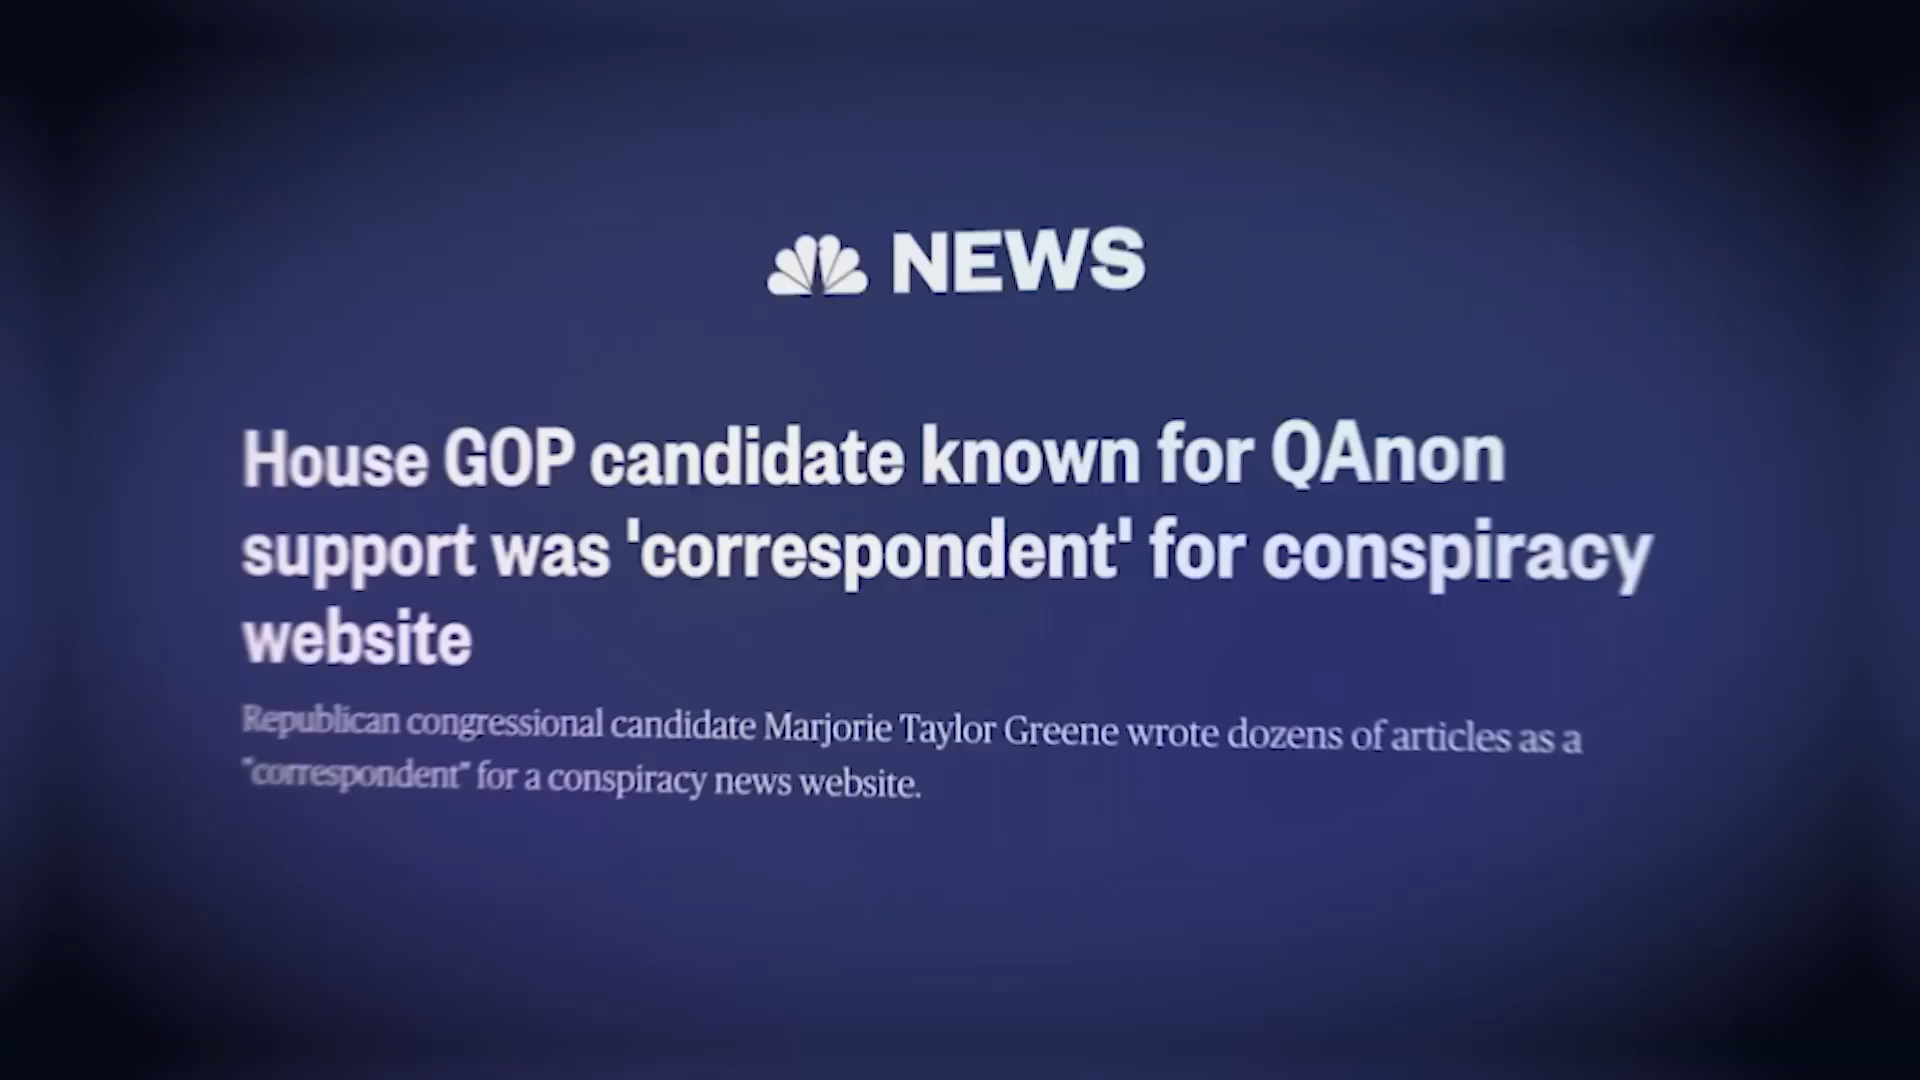 NEWS
House GOP candidate known for QAnon
support was 'correspondent' for conspiracy
website
Republican congressional candidate Marjorie Taylor Greene wrote dozens of articles as a
"correspondent" for a conspiracy news website.